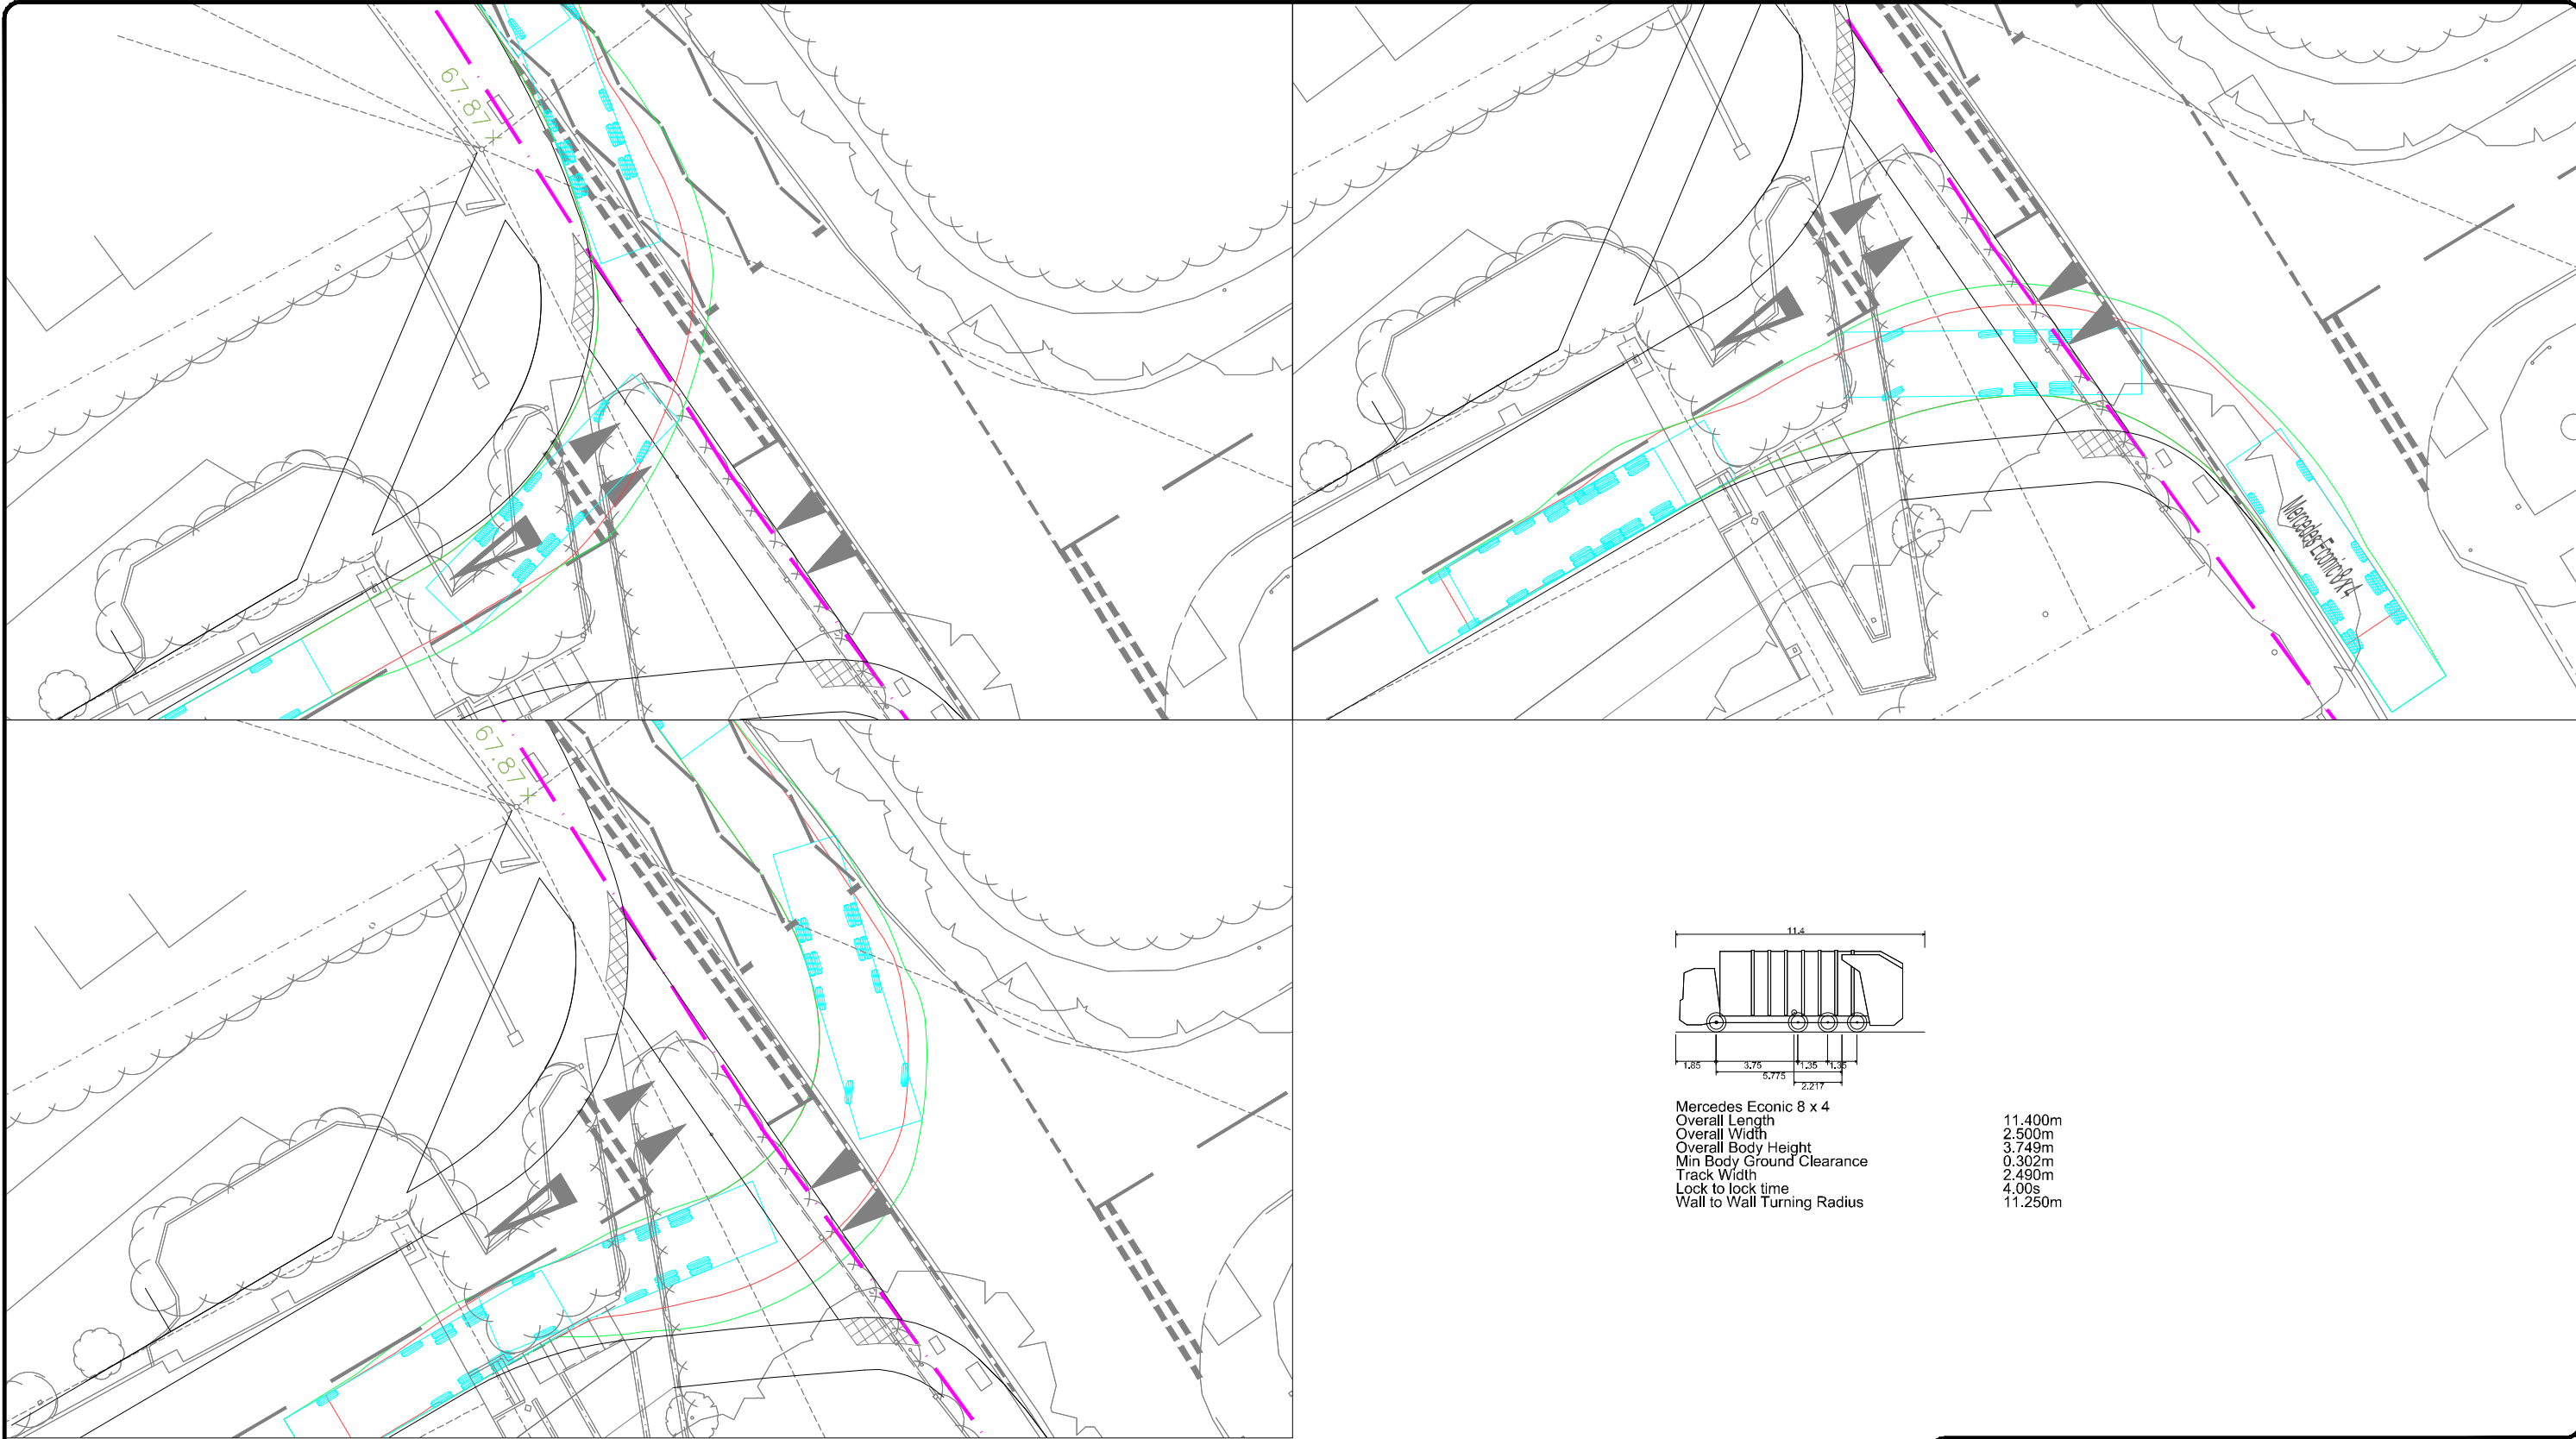 67.87
Mercedes Econic 8 x 4
67.87
11.4
1.85 3.75 1.35 1.35
5.775
2.217
Mercedes Econic 8 x 4
Overall Length 11.400m
Overall Width 2.500m
Overall Body Height 3.749m
Min Body Ground Clearance 0.302m
Track Width 2.490m
Lock to lock time 4.00s
Wall to Wall Turning Radius 11.250m